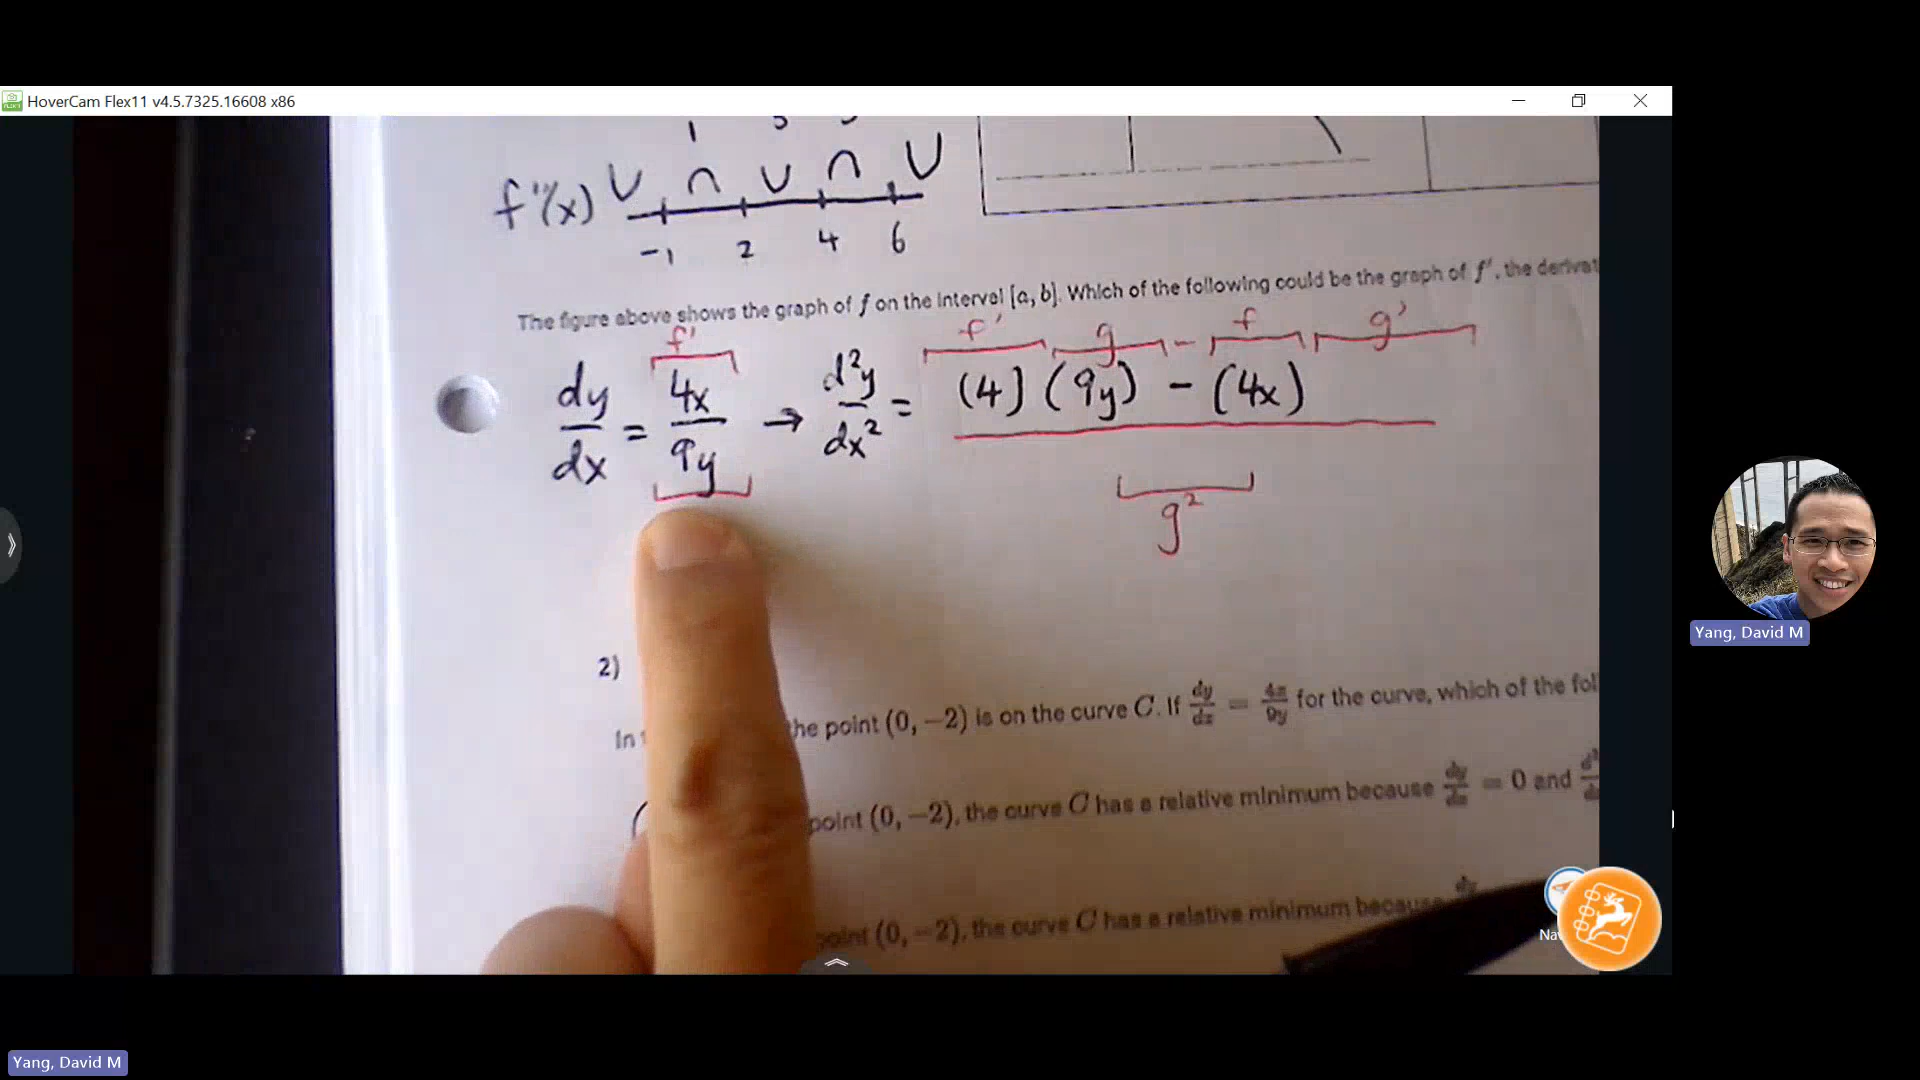 HoverCam Flex11 v4.5.7325.16608 x86
f''(x) ∪ ∩ ∪ ∩ ∪
-1 2 4 6
The figure above shows the graph of f on the interval [a, b]. Which of the following could be the graph of f', the derivat
f' f' g - f g'
dy/dx = 4x/9y → d²y/dx² = (4)(9y) - (4x)
g²
2)
In the point (0, −2) is on the curve C. If dy/dx = 4x/9y for the curve, which of the fol
point (0, −2), the curve C has a relative minimum because dy/dx = 0 and
point (0, −2), the curve C has a relative minimum because
Yang, David M
Yang, David M